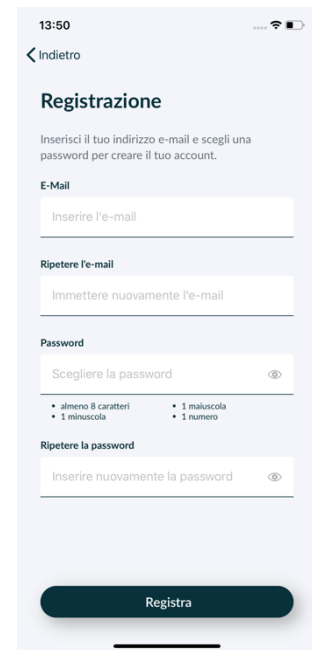 13:50
Indietro
Registrazione
Inserisci il tuo indirizzo e-mail e scegli una
password per creare il tuo account.
E-Mail
Inserire l'e-mail
Ripetere l'e-mail
Immettere nuovamente l'e-mail
Password
Scegliere la password
• almeno 8 caratteri • 1 maiuscola
• 1 minuscola • 1 numero
Ripetere la password
Inserire nuovamente la password
Registra